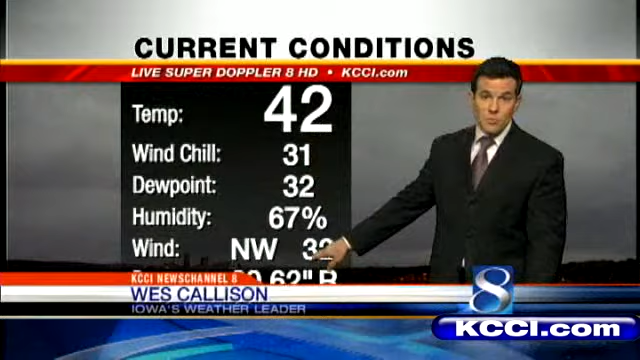 CURRENT CONDITIONS
LIVE SUPER DOPPLER 8 HD • KCCI.com
Temp: 42
Wind Chill: 31
Dewpoint: 32
Humidity: 67%
Wind: NW
KCCI NEWSCHANNEL 8
WES CALLISON
IOWA'S WEATHER LEADER
8
KCCI.com